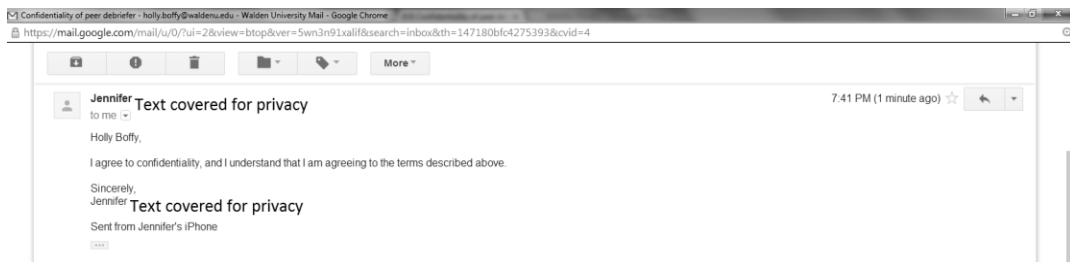 Confidentiality of peer debriefer - holly.boffy@waldenu.edu - Walden University Mail - Google Chrome
https://mail.google.com/mail/u/0/?ui=2&view=btop&ver=5wn3n91xalif&search=inbox&th=147180bfc4275393&cvid=4
More
Jennifer Text covered for privacy 7:41 PM (1 minute ago)
to me
Holly Boffy,
I agree to confidentiality, and I understand that I am agreeing to the terms described above.
Sincerely,
Jennifer Text covered for privacy
Sent from Jennifer's iPhone